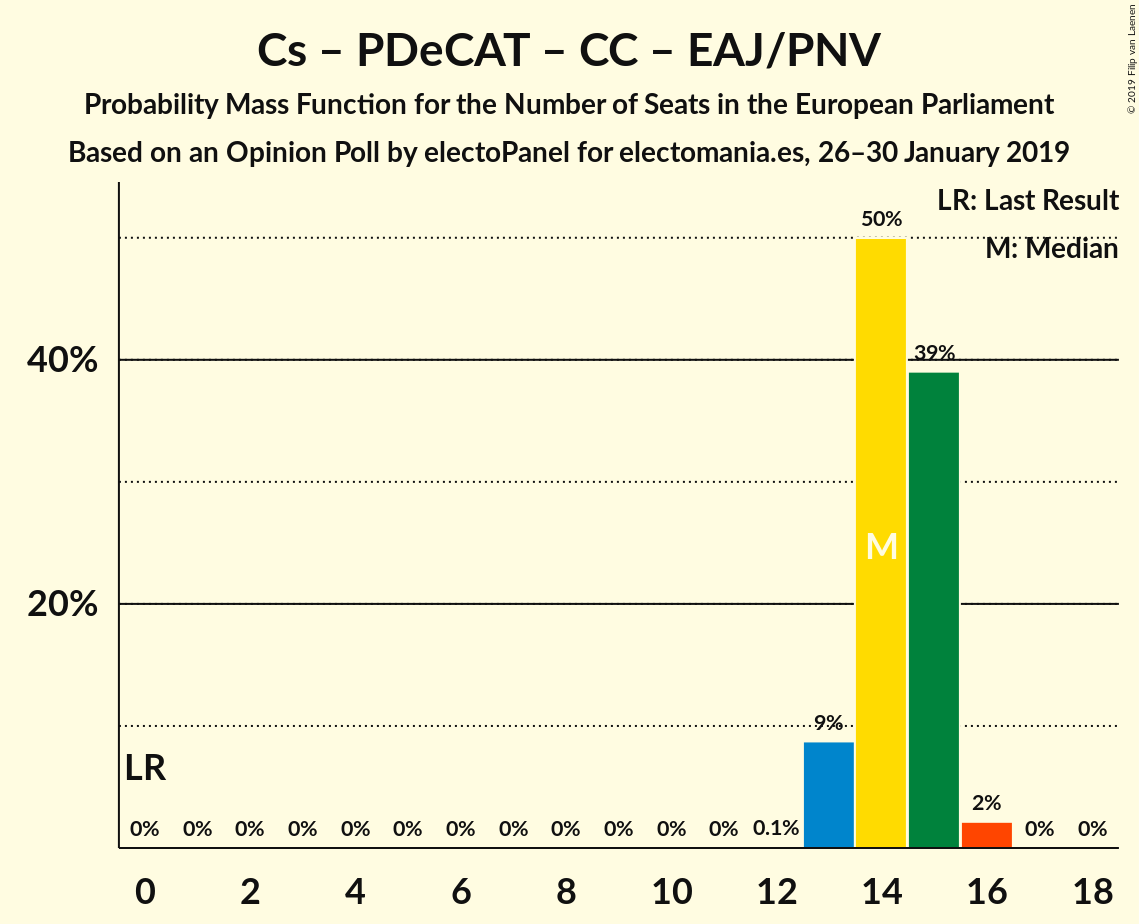 Cs – PDeCAT – CC – EAJ/PNV
Probability Mass Function for the Number of Seats in the European Parliament
Based on an Opinion Poll by electoPanel for electomania.es, 26–30 January 2019
© 2019 Filip van Laenen
LR: Last Result
M: Median
50%
40%
39%
M
20%
9%
LR
2%
0% 0% 0% 0% 0% 0% 0% 0% 0% 0% 0% 0% 0.1% 0% 0%
0 2 4 6 8 10 12 14 16 18